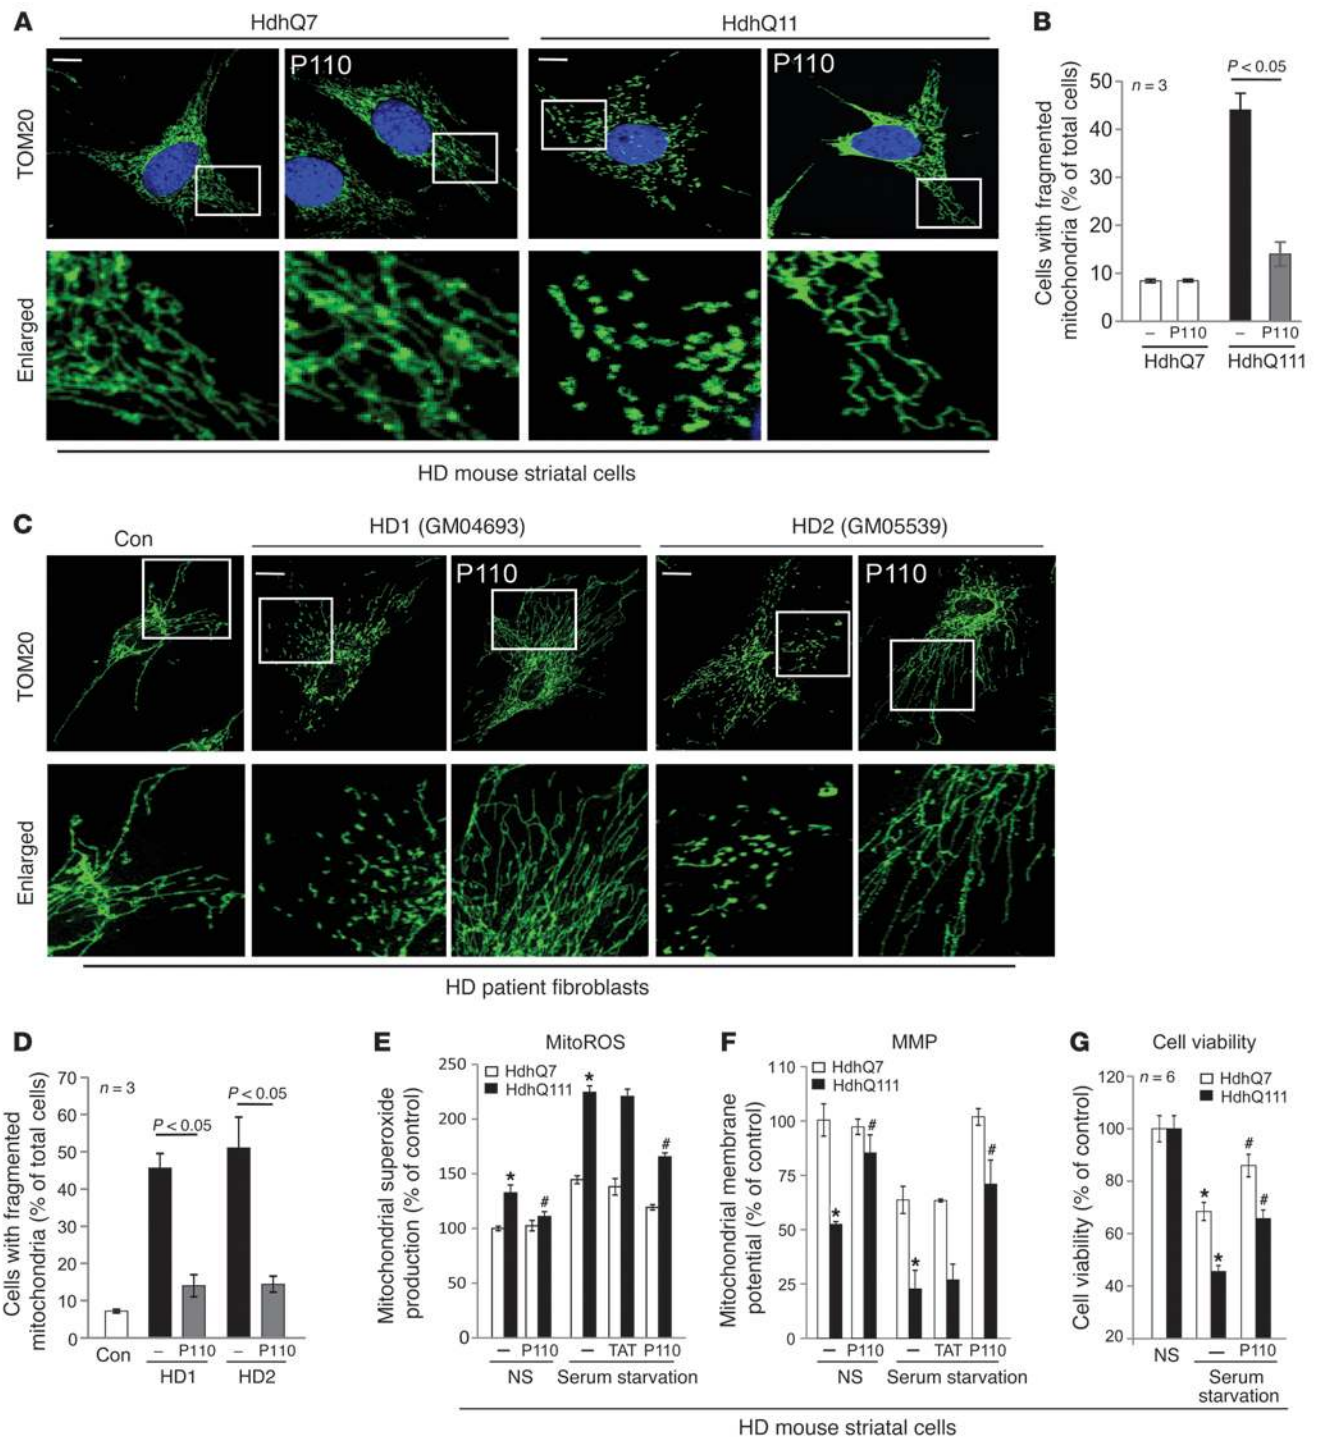 A
HdhQ7
HdhQ11
TOM20
P110
P110
Enlarged
HD mouse striatal cells
B
Cells with fragmented
mitochondria (% of total cells)
P < 0.05
n = 3
50
40
30
20
10
0
– P110 – P110
HdhQ7 HdhQ111
C
Con
HD1 (GM04693)
HD2 (GM05539)
TOM20
P110
P110
Enlarged
HD patient fibroblasts
D
Cells with fragmented
mitochondria (% of total cells)
n = 3
P < 0.05
P < 0.05
70
60
50
40
30
20
10
0
Con – P110 – P110
HD1 HD2
E
MitoROS
Mitochondrial superoxide
production (% of control)
HdhQ7
HdhQ111
250
200
150
100
50
0
*
#
*
#
– P110 – TAT P110
NS Serum starvation
F
MMP
Mitochondrial membrane
potential (% of control)
HdhQ7
HdhQ111
110
100
75
50
25
0
*
#
*
#
– P110 – TAT P110
NS Serum starvation
G
Cell viability
Cell viability (% of control)
n = 6
HdhQ7
HdhQ111
120
100
80
60
40
20
*
*
#
#
NS – P110
Serum
starvation
HD mouse striatal cells